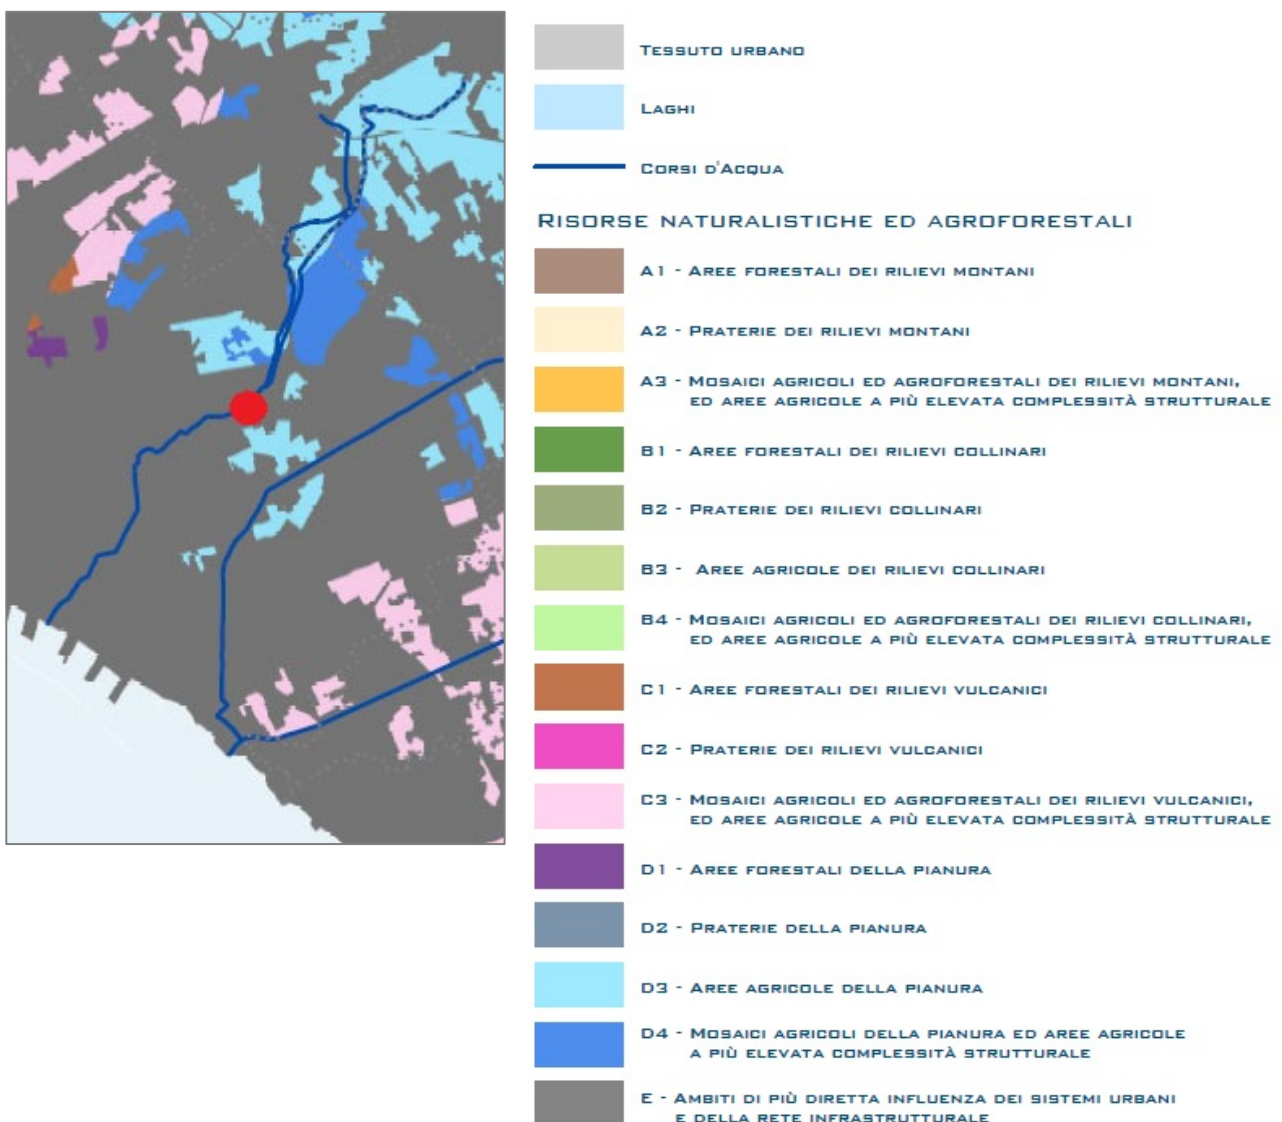 Tessuto urbano
Laghi
Corsi d'Acqua
Risorse naturalistiche ed agroforestali
A1 - Aree forestali dei rilievi montani
A2 - Praterie dei rilievi montani
A3 - Mosaici agricoli ed agroforestali dei rilievi montani,
ed aree agricole a più elevata complessità strutturale
B1 - Aree forestali dei rilievi collinari
B2 - Praterie dei rilievi collinari
B3 - Aree agricole dei rilievi collinari
B4 - Mosaici agricoli ed agroforestali dei rilievi collinari,
ed aree agricole a più elevata complessità strutturale
C1 - Aree forestali dei rilievi vulcanici
C2 - Praterie dei rilievi vulcanici
C3 - Mosaici agricoli ed agroforestali dei rilievi vulcanici,
ed aree agricole a più elevata complessità strutturale
D1 - Aree forestali della pianura
D2 - Praterie della pianura
D3 - Aree agricole della pianura
D4 - Mosaici agricoli della pianura ed aree agricole
a più elevata complessità strutturale
E - Ambiti di più diretta influenza dei sistemi urbani
e della rete infrastrutturale